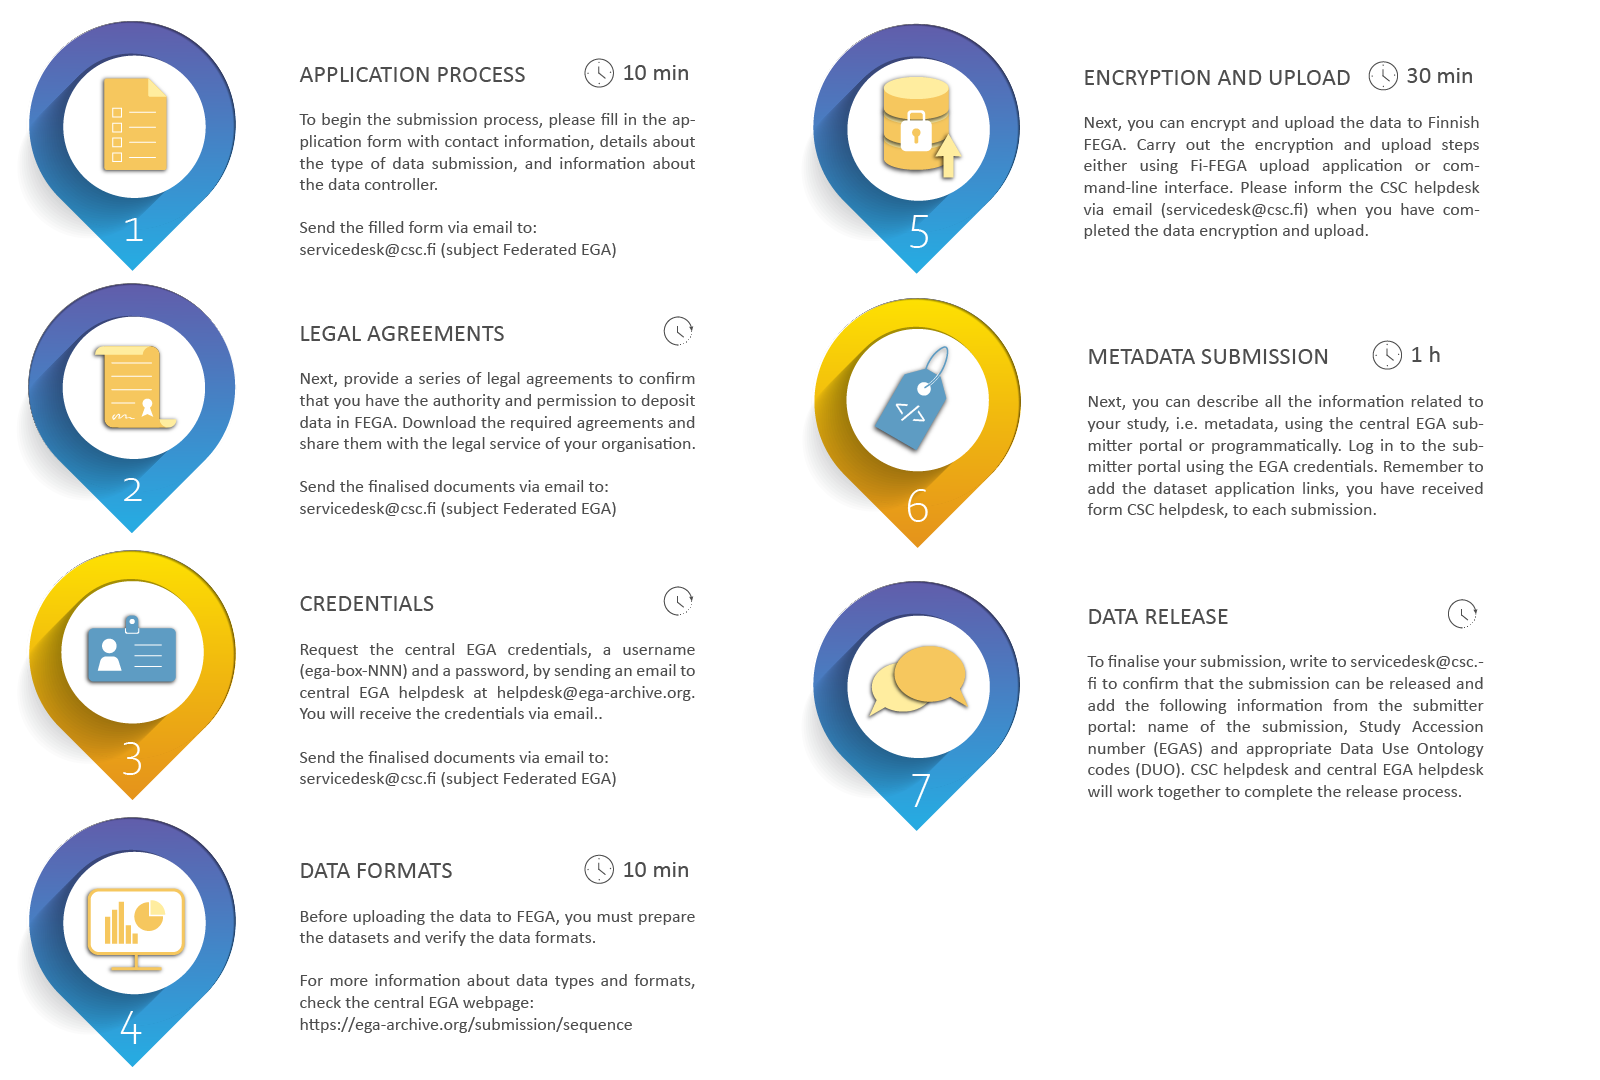 APPLICATION PROCESS 10 min
To begin the submission process, please fill in the ap-
plication form with contact information, details about
the type of data submission, and information about
the data controller.
Send the filled form via email to:
servicedesk@csc.fi (subject Federated EGA)
1
LEGAL AGREEMENTS
Next, provide a series of legal agreements to confirm
that you have the authority and permission to deposit
data in FEGA. Download the required agreements and
share them with the legal service of your organisation.
Send the finalised documents via email to:
servicedesk@csc.fi (subject Federated EGA)
2
CREDENTIALS
Request the central EGA credentials, a username
(ega-box-NNN) and a password, by sending an email to
central EGA helpdesk at helpdesk@ega-archive.org.
You will receive the credentials via email..
Send the finalised documents via email to:
servicedesk@csc.fi (subject Federated EGA)
3
DATA FORMATS 10 min
Before uploading the data to FEGA, you must prepare
the datasets and verify the data formats.
For more information about data types and formats,
check the central EGA webpage:
https://ega-archive.org/submission/sequence
4
ENCRYPTION AND UPLOAD 30 min
Next, you can encrypt and upload the data to Finnish
FEGA. Carry out the encryption and upload steps
either using Fi-FEGA upload application or com-
mand-line interface. Please inform the CSC helpdesk
via email (servicedesk@csc.fi) when you have com-
pleted the data encryption and upload.
5
METADATA SUBMISSION 1 h
Next, you can describe all the information related to
your study, i.e. metadata, using the central EGA sub-
mitter portal or programmatically. Log in to the sub-
mitter portal using the EGA credentials. Remember to
add the dataset application links, you have received
form CSC helpdesk, to each submission.
</>
6
DATA RELEASE
To finalise your submission, write to servicedesk@csc.-
fi to confirm that the submission can be released and
add the following information from the submitter
portal: name of the submission, Study Accession
number (EGAS) and appropriate Data Use Ontology
codes (DUO). CSC helpdesk and central EGA helpdesk
will work together to complete the release process.
7